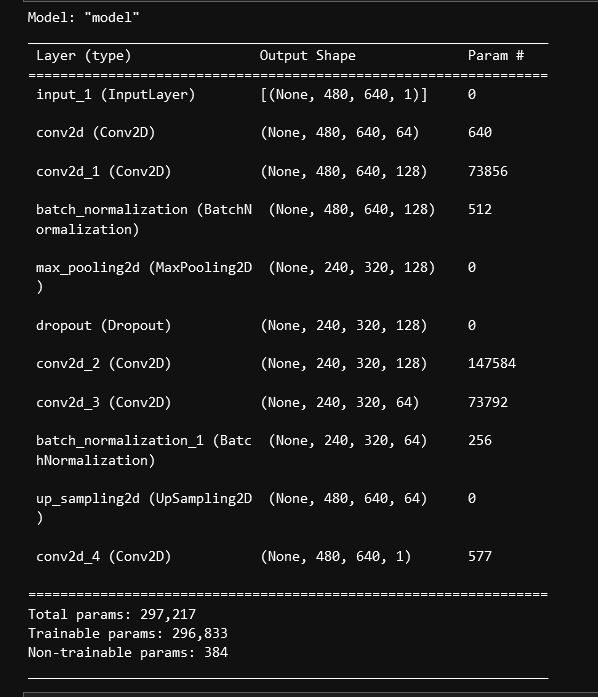 Model: "model"
Layer (type) Output Shape Param #
input_1 (InputLayer) [(None, 480, 640, 1)] 0
conv2d (Conv2D) (None, 480, 640, 64) 640
conv2d_1 (Conv2D) (None, 480, 640, 128) 73856
batch_normalization (BatchN (None, 480, 640, 128) 512
ormalization)
max_pooling2d (MaxPooling2D (None, 240, 320, 128) 0
)
dropout (Dropout) (None, 240, 320, 128) 0
conv2d_2 (Conv2D) (None, 240, 320, 128) 147584
conv2d_3 (Conv2D) (None, 240, 320, 64) 73792
batch_normalization_1 (Batc (None, 240, 320, 64) 256
hNormalization)
up_sampling2d (UpSampling2D (None, 480, 640, 64) 0
)
conv2d_4 (Conv2D) (None, 480, 640, 1) 577
Total params: 297,217
Trainable params: 296,833
Non-trainable params: 384